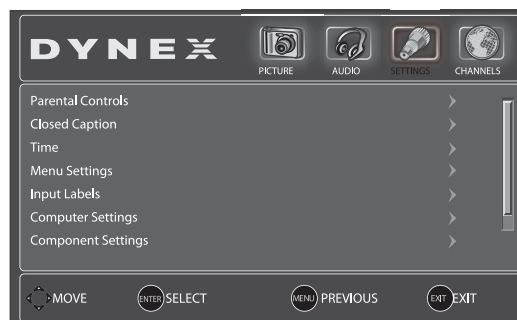 DYNEX
PICTURE AUDIO SETTINGS CHANNELS
Parental Controls
Closed Caption
Time
Menu Settings
Input Labels
Computer Settings
Component Settings
MOVE ENTER SELECT MENU PREVIOUS EXIT EXIT